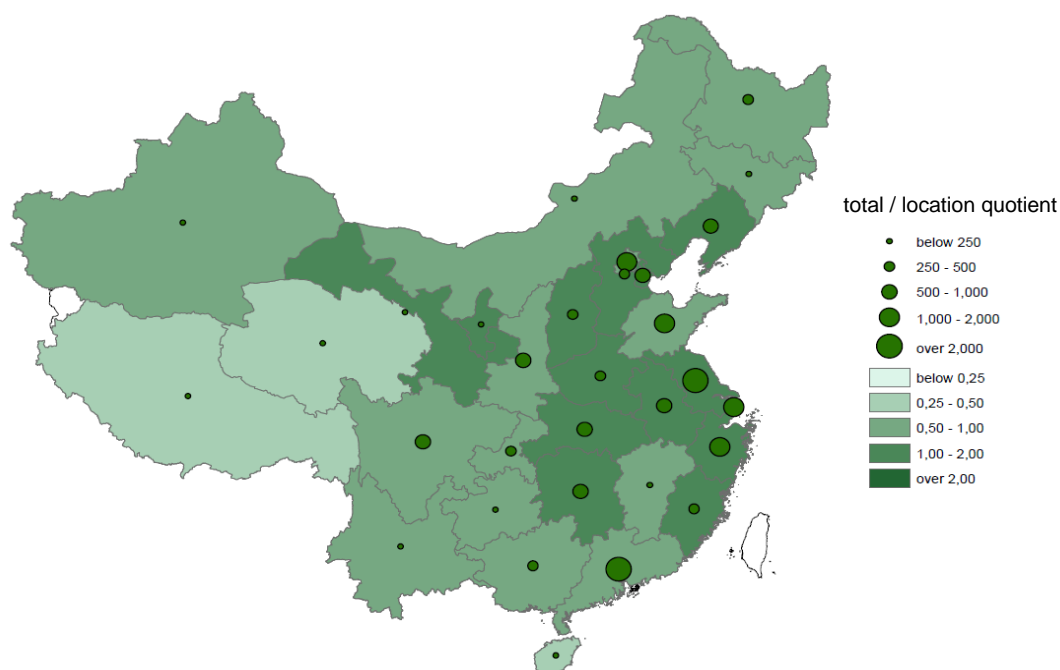 total / location quotient
below 250
250 - 500
500 - 1,000
1,000 - 2,000
over 2,000
below 0,25
0,25 - 0,50
0,50 - 1,00
1,00 - 2,00
over 2,00